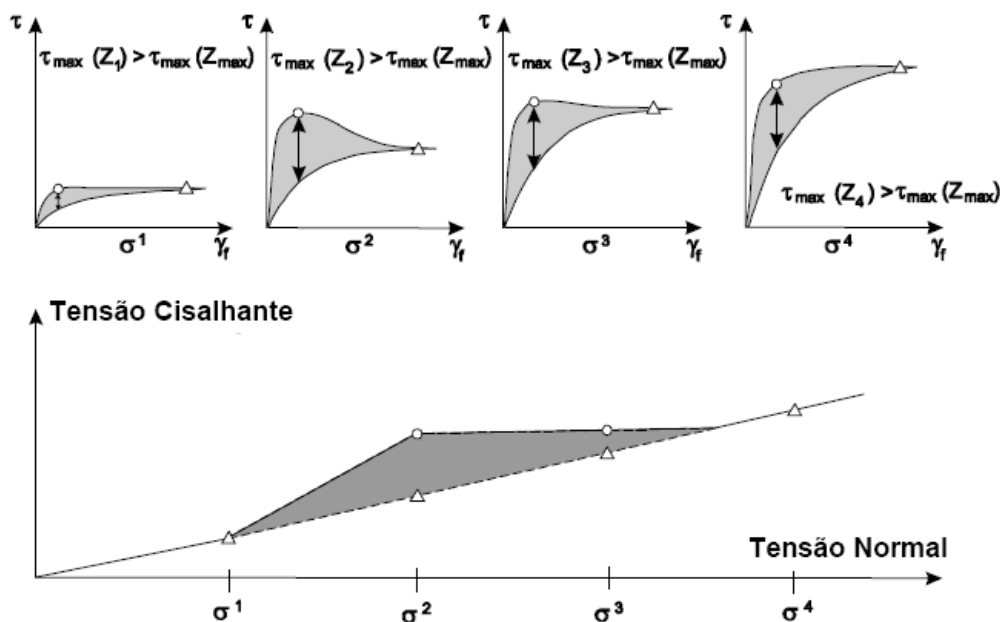 τ
τmax (Z1) > τmax (Zmax)
σ1
γf
τ
τmax (Z2) > τmax (Zmax)
σ2
γf
τ
τmax (Z3) > τmax (Zmax)
σ3
γf
τ
τmax (Z4) > τmax (Zmax)
σ4
γf
Tensão Cisalhante
Tensão Normal
σ1
σ2
σ3
σ4